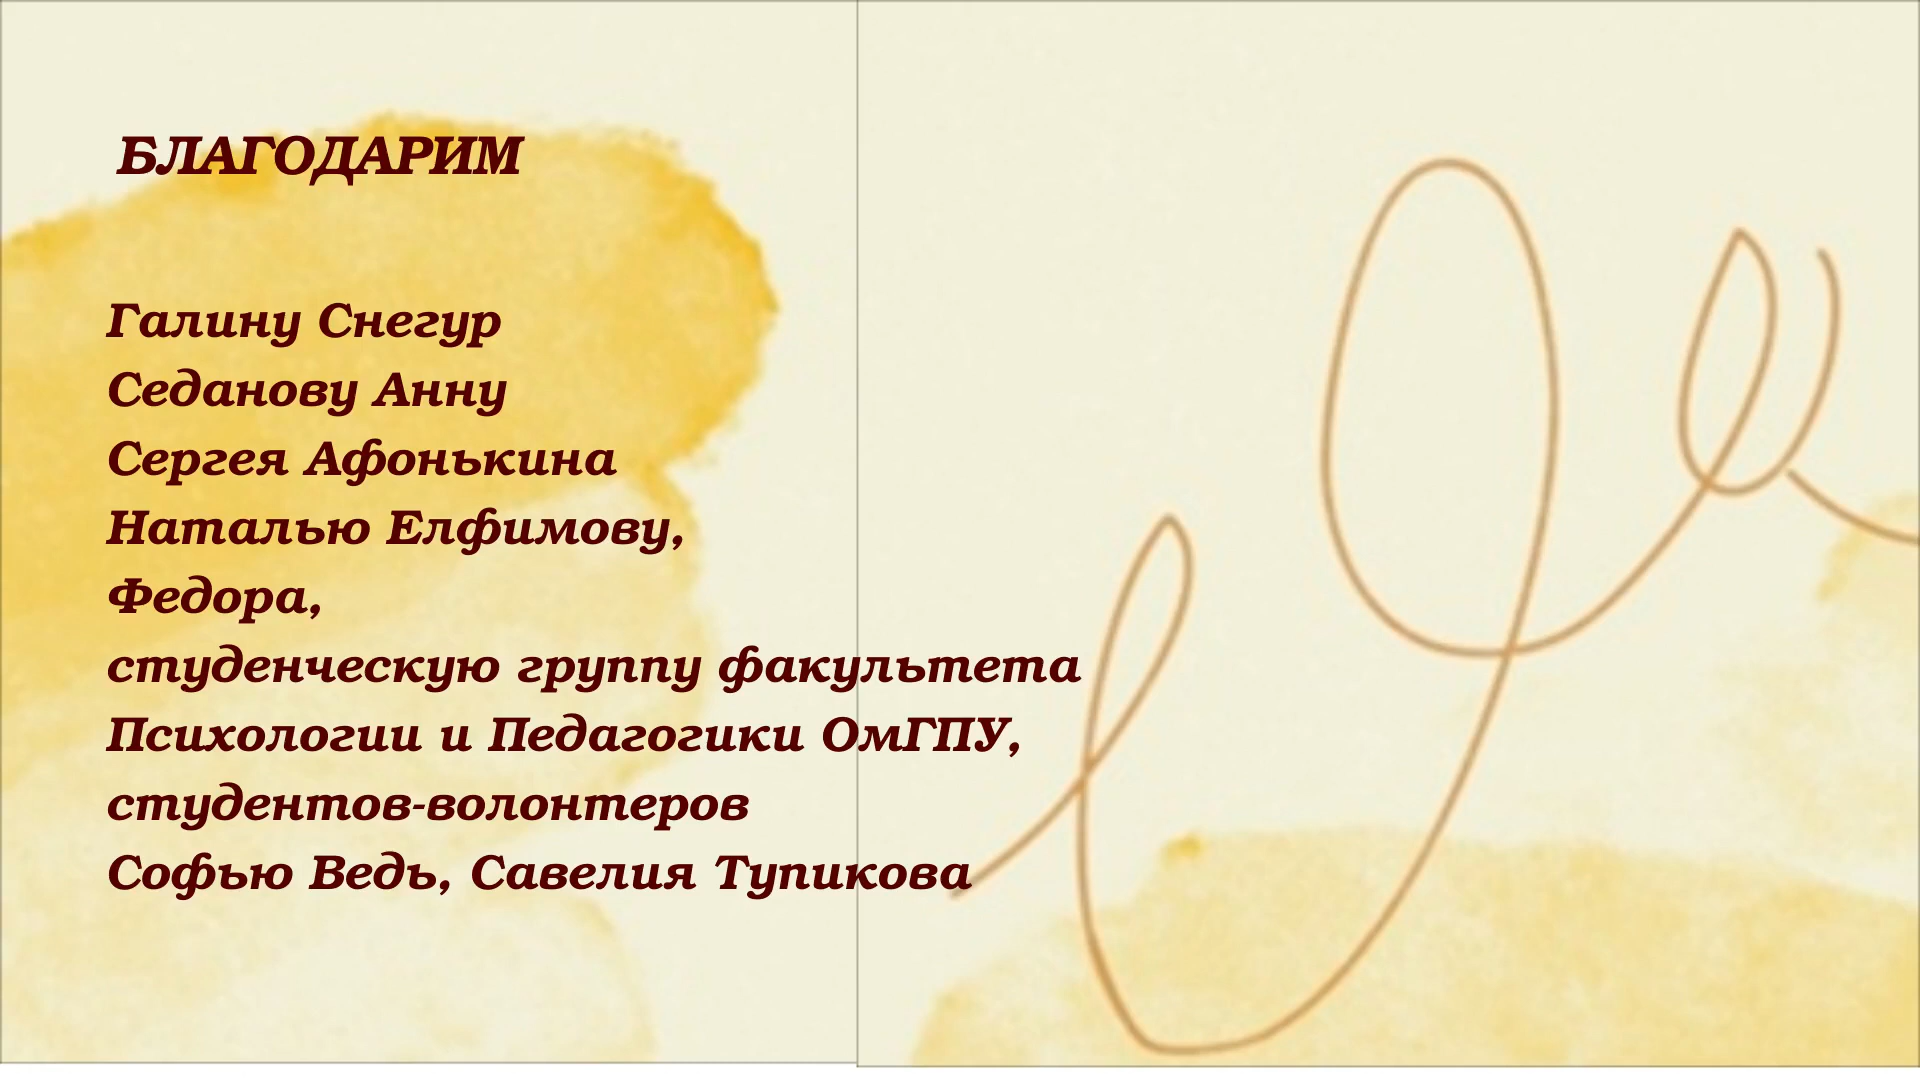 БЛАГОДАРИМ
Галину Снегур
Седанову Анну
Сергея Афонькина
Наталью Елфимову,
Федора,
студенческую группу факультета
Психологии и Педагогики ОмГПУ,
студентов-волонтеров
Софью Ведь, Савелия Тупикова